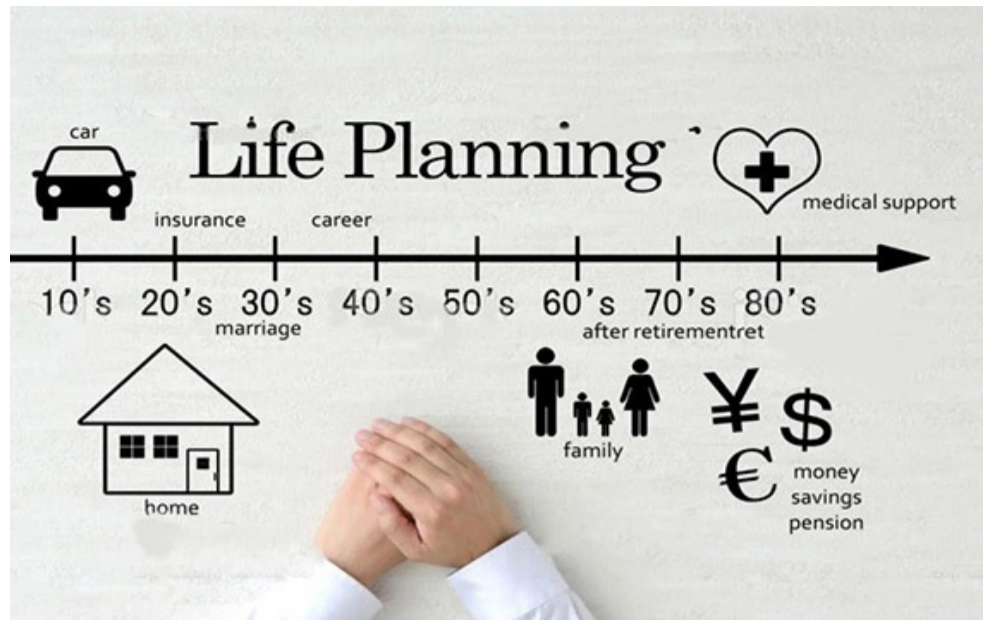 car
Life Planning
medical support
insurance career
10's 20's 30's 40's 50's 60's 70's 80's
marriage
after retirementret
family
home
¥ $
€
money
savings
pension